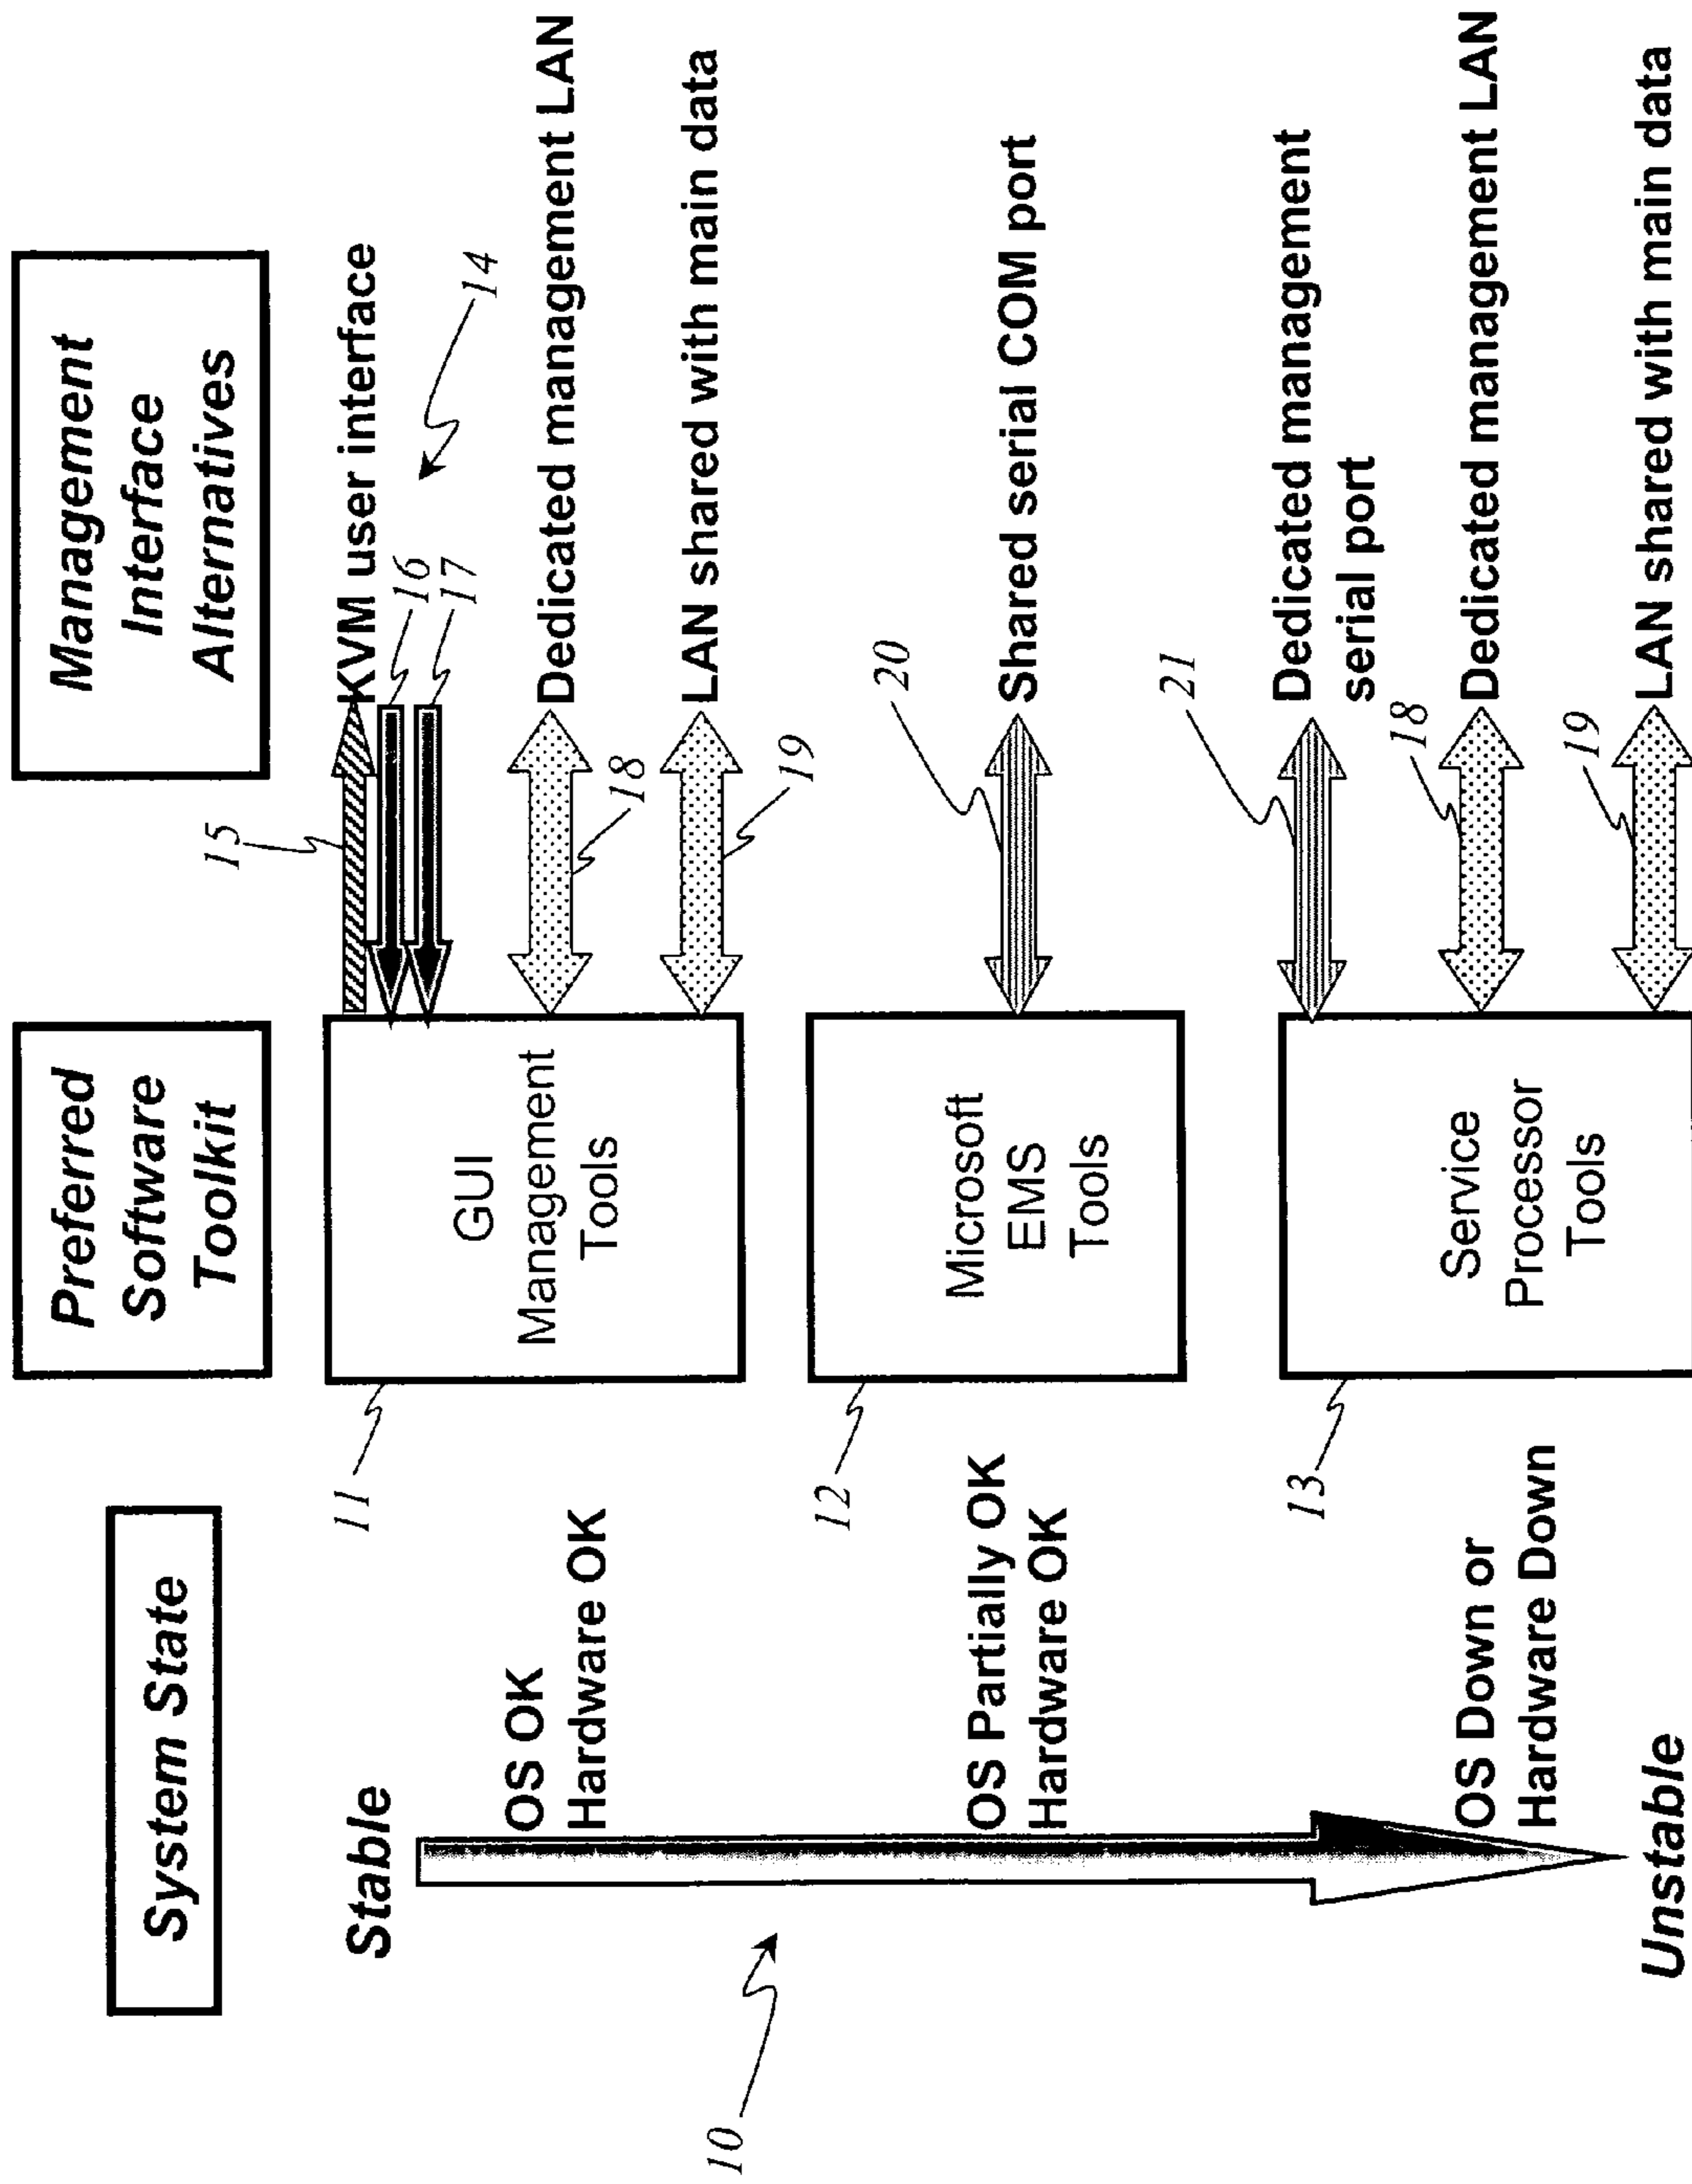 System State
Preferred
Software
Toolkit
Management
Interface
Alternatives
Stable
OS OK
Hardware OK
11
GUI
Management
Tools
15
KVM user interface
16
17
14
Dedicated management LAN
18
LAN shared with main data
19
10
OS Partially OK
Hardware OK
12
Microsoft
EMS
Tools
20
Shared serial COM port
OS Down or
Hardware Down
Unstable
13
Service
Processor
Tools
21
Dedicated management
serial port
18
Dedicated management LAN
19
LAN shared with main data